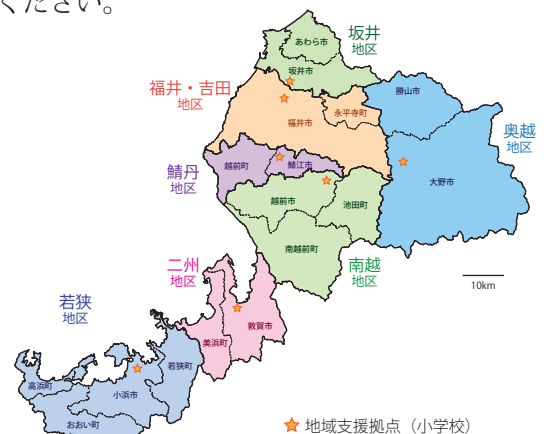 ください。
坂井
地区
あわら市
坂井市
福井・吉田
地区
勝山市
永平寺町
福井市
奥越
地区
鯖丹
地区
越前町
鯖江市
大野市
越前市
池田町
南越前町
二州
地区
南越
地区
10km
若狭
地区
敦賀市
美浜町
若狭町
高浜町
小浜市
おおい町
地域支援拠点（小学校）